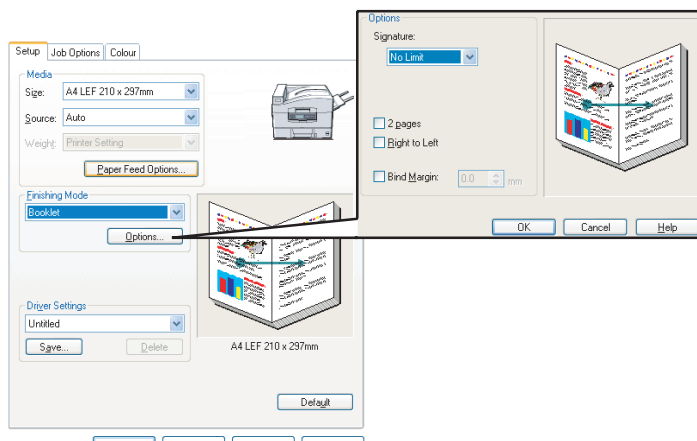 Setup Job Options Colour
Media
Size: A4 LEF 210 x 297mm
Source: Auto
Weight: Printer Setting
Paper Feed Options...
Finishing Mode
Booklet
Options...
Driver Settings
Untitled
Save... Delete
A4 LEF 210 x 297mm
Default
Options
Signature:
No Limit
2 pages
Right to Left
Bind Margin: 0.0 mm
OK Cancel Help